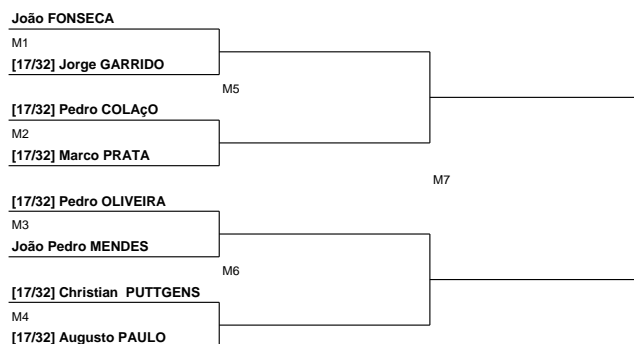 João FONSECA
M1
[17/32] Jorge GARRIDO
M5
[17/32] Pedro COLAçO
M2
[17/32] Marco PRATA
M7
[17/32] Pedro OLIVEIRA
M3
João Pedro MENDES
M6
[17/32] Christian  PUTTGENS
M4
[17/32] Augusto PAULO